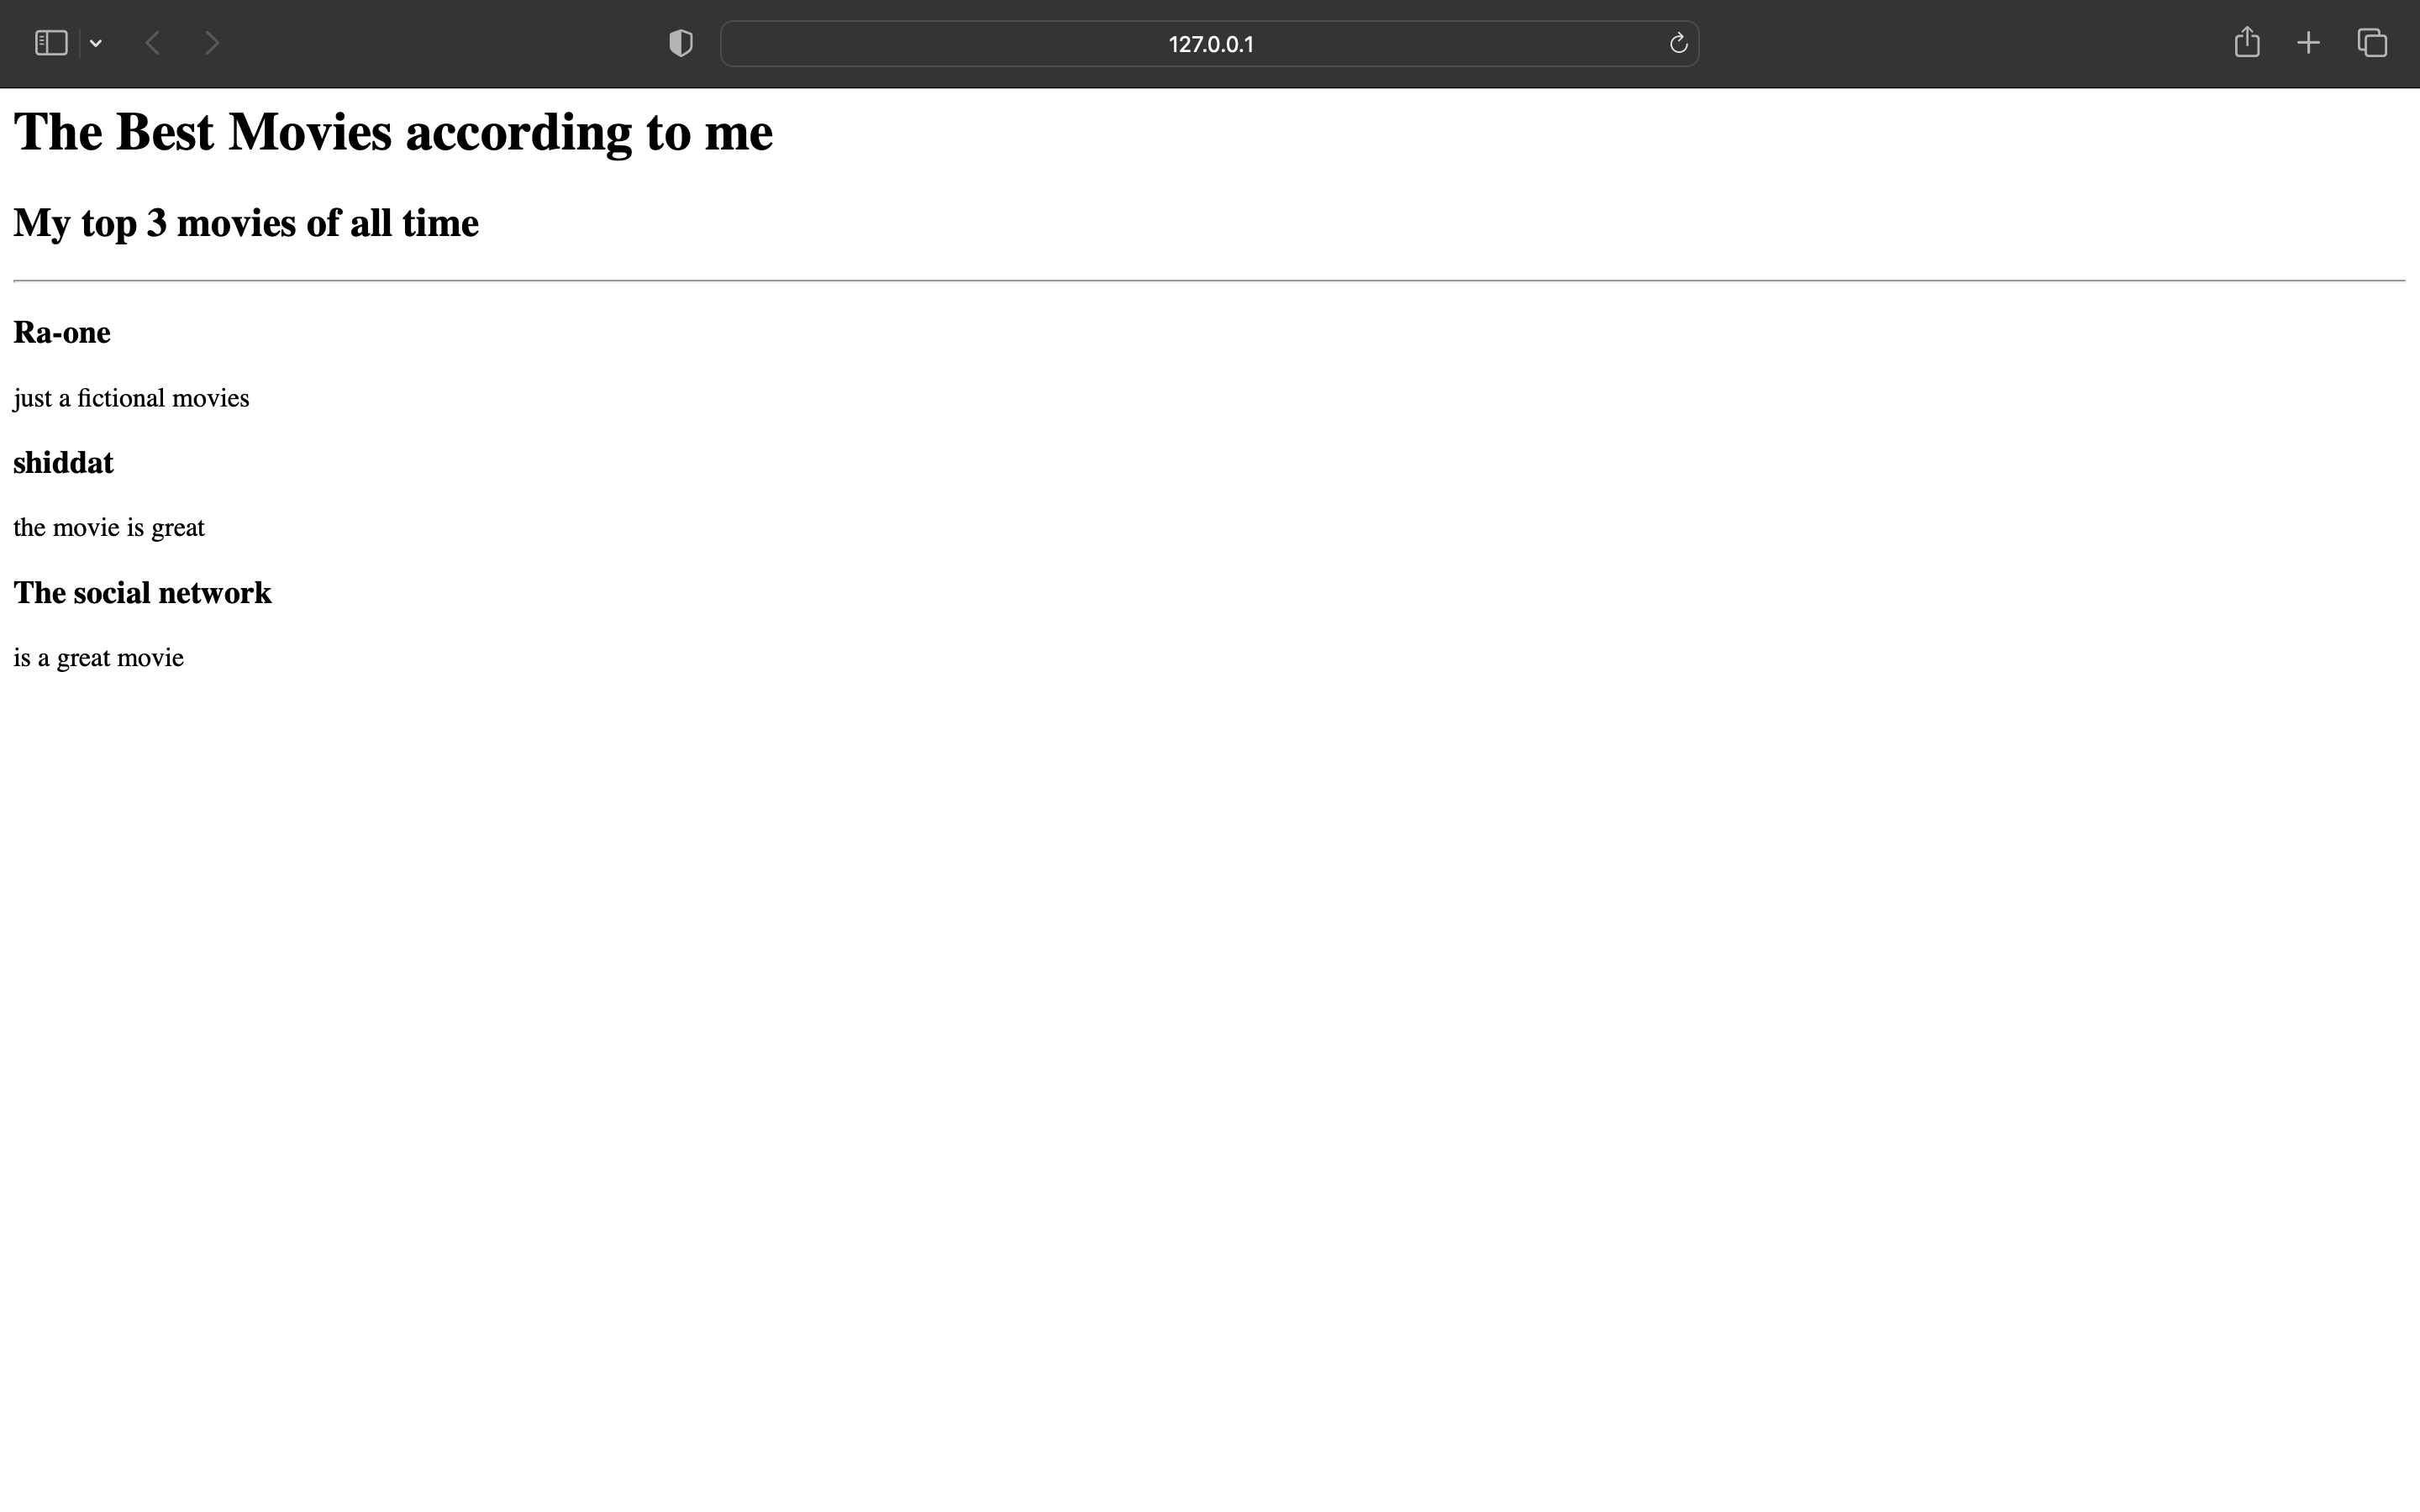 127.0.0.1
The Best Movies according to me
My top 3 movies of all time
Ra-one
just a fictional movies
shiddat
the movie is great
The social network
is a great movie